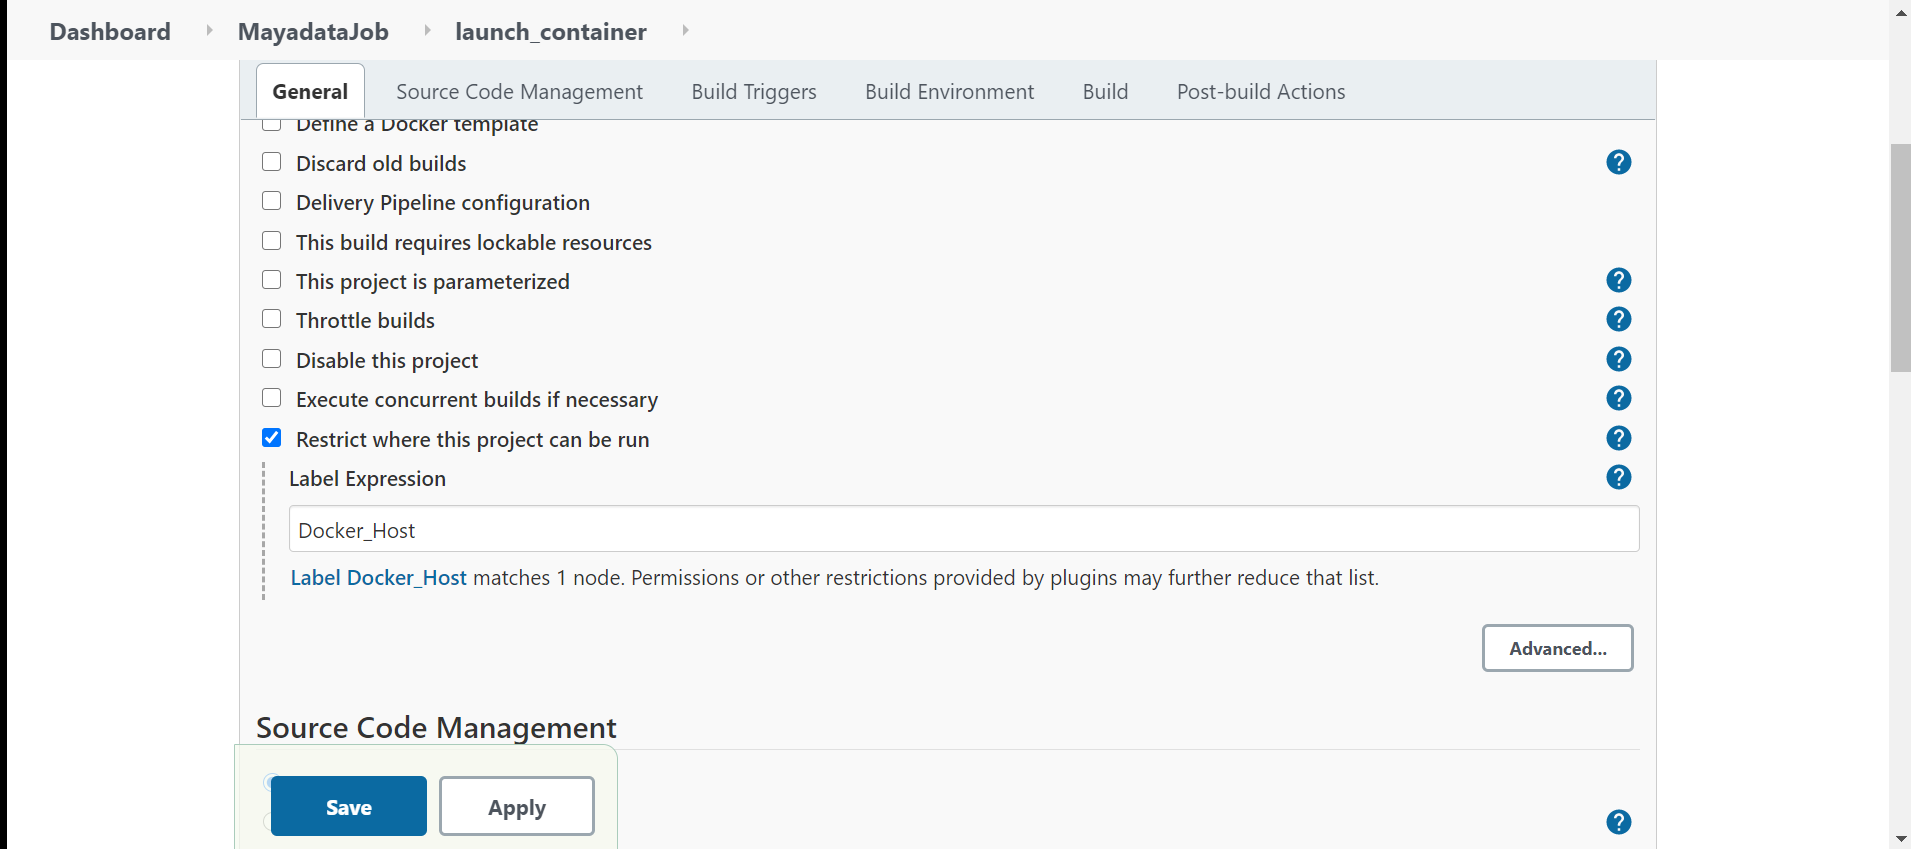 Dashboard MayadataJob launch_container
General Source Code Management Build Triggers Build Environment Build Post-build Actions
Define a Docker template
Discard old builds ?
Delivery Pipeline configuration
This build requires lockable resources
This project is parameterized ?
Throttle builds ?
Disable this project ?
Execute concurrent builds if necessary ?
Restrict where this project can be run ?
Label Expression ?
Docker_Host
Label Docker_Host matches 1 node. Permissions or other restrictions provided by plugins may further reduce that list.
Advanced...
Source Code Management
Save Apply ?